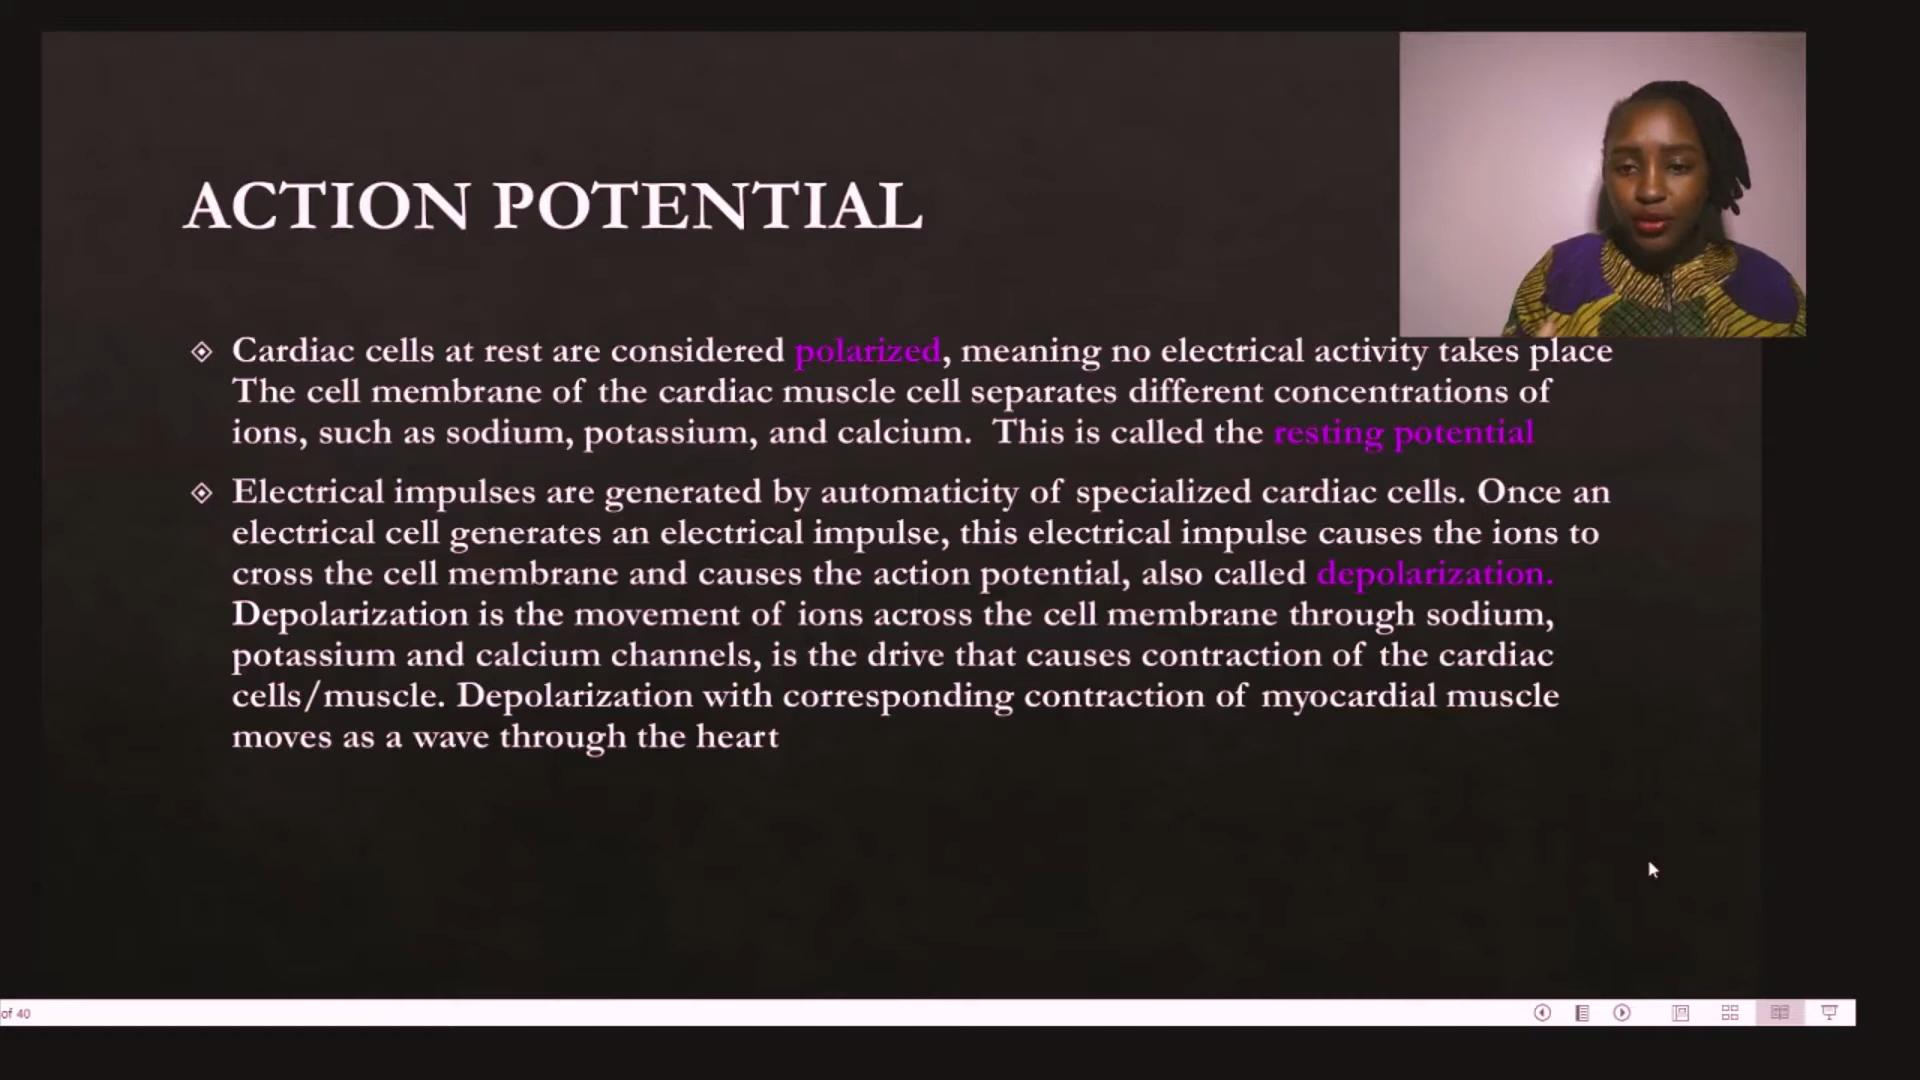 ACTION POTENTIAL
Cardiac cells at rest are considered polarized, meaning no electrical activity takes place
The cell membrane of the cardiac muscle cell separates different concentrations of
ions, such as sodium, potassium, and calcium. This is called the resting potential
Electrical impulses are generated by automaticity of specialized cardiac cells. Once an
electrical cell generates an electrical impulse, this electrical impulse causes the ions to
cross the cell membrane and causes the action potential, also called depolarization.
Depolarization is the movement of ions across the cell membrane through sodium,
potassium and calcium channels, is the drive that causes contraction of the cardiac
cells/muscle. Depolarization with corresponding contraction of myocardial muscle
moves as a wave through the heart
of 40